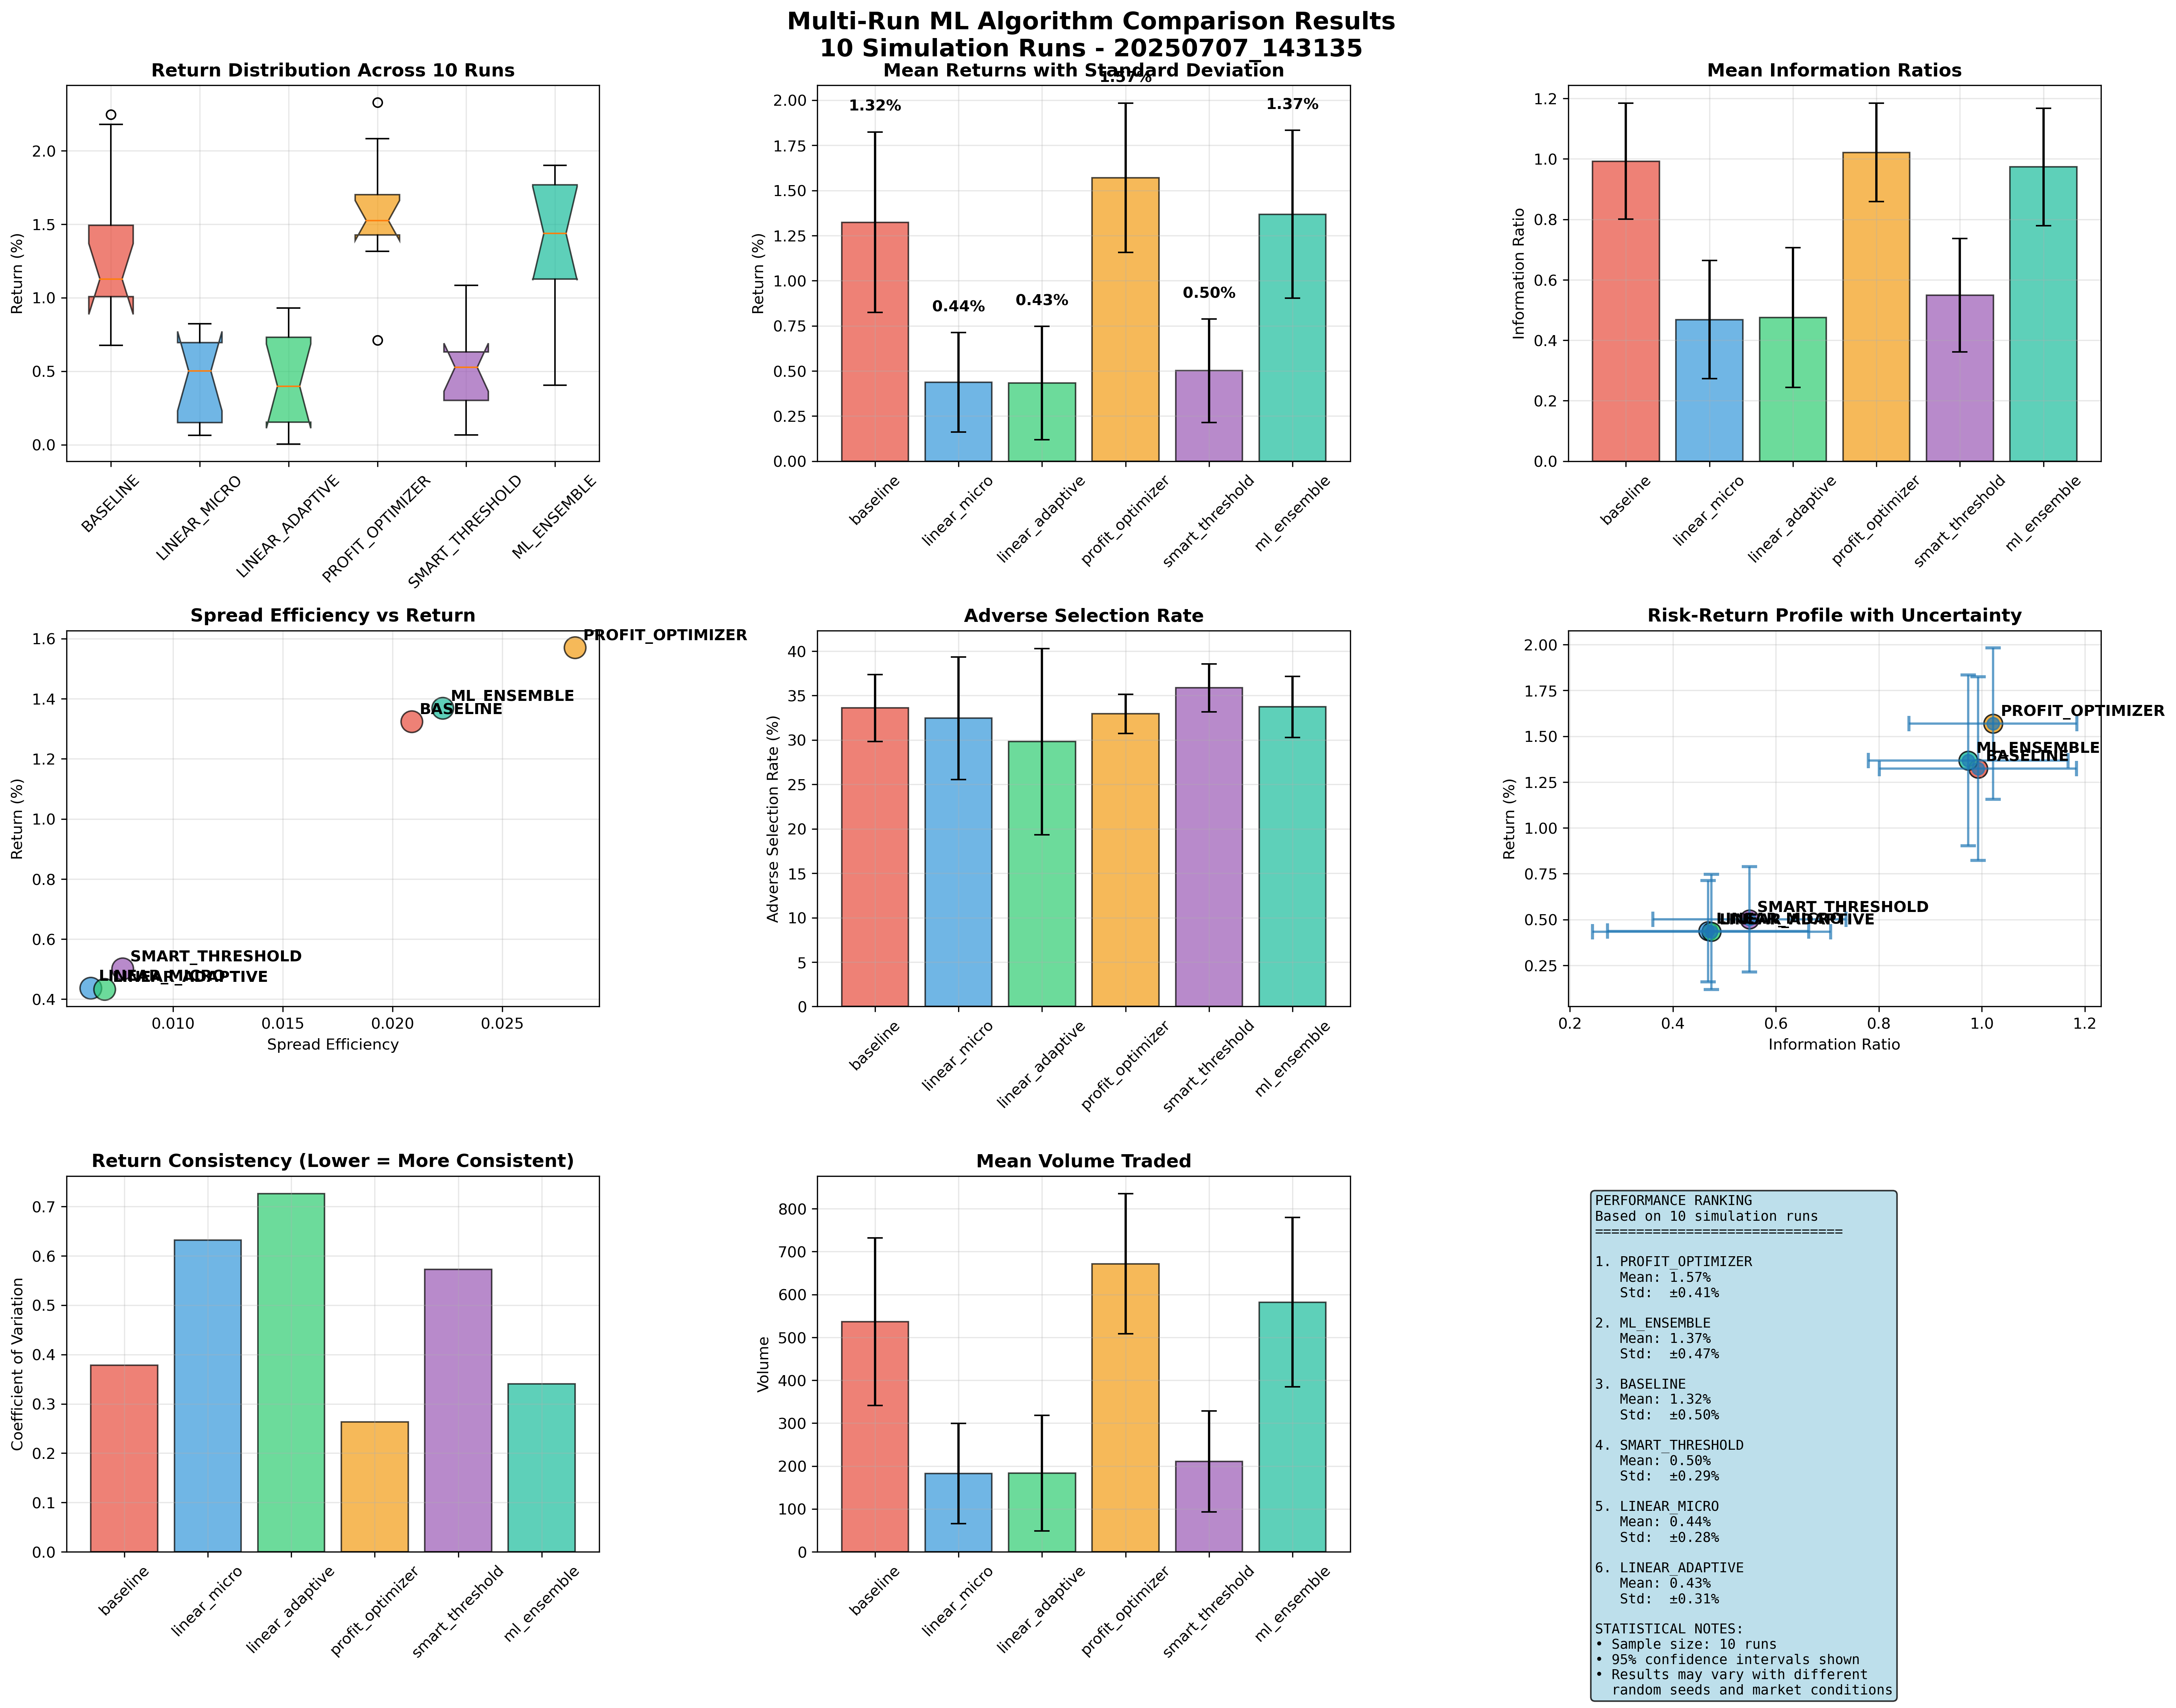 Multi-Run ML Algorithm Comparison Results
10 Simulation Runs - 20250707_143135
Return Distribution Across 10 Runs
Return (%)
2.0
1.5
1.0
0.5
0.0
BASELINE
LINEAR_MICRO
LINEAR_ADAPTIVE
PROFIT_OPTIMIZER
SMART_THRESHOLD
ML_ENSEMBLE
Mean Returns with Standard Deviation
Return (%)
2.00
1.75
1.50
1.25
1.00
0.75
0.50
0.25
0.00
1.32%
0.44%
0.43%
1.57%
0.50%
1.37%
baseline
linear_micro
linear_adaptive
profit_optimizer
smart_threshold
ml_ensemble
Mean Information Ratios
Information Ratio
1.2
1.0
0.8
0.6
0.4
0.2
0.0
baseline
linear_micro
linear_adaptive
profit_optimizer
smart_threshold
ml_ensemble
Spread Efficiency vs Return
Return (%)
1.6
1.4
1.2
1.0
0.8
0.6
0.4
PROFIT_OPTIMIZER
ML_ENSEMBLE
BASELINE
SMART_THRESHOLD
LINEAR_MICRO
LINEAR_ADAPTIVE
0.010
0.015
0.020
0.025
Spread Efficiency
Adverse Selection Rate
Adverse Selection Rate (%)
40
35
30
25
20
15
10
5
0
baseline
linear_micro
linear_adaptive
profit_optimizer
smart_threshold
ml_ensemble
Risk-Return Profile with Uncertainty
Return (%)
2.00
1.75
1.50
1.25
1.00
0.75
0.50
0.25
PROFIT_OPTIMIZER
ML_ENSEMBLE
BASELINE
SMART_THRESHOLD
LINEAR_MICRO
LINEAR_ADAPTIVE
0.2
0.4
0.6
0.8
1.0
1.2
Information Ratio
Return Consistency (Lower = More Consistent)
Coefficient of Variation
0.7
0.6
0.5
0.4
0.3
0.2
0.1
0.0
baseline
linear_micro
linear_adaptive
profit_optimizer
smart_threshold
ml_ensemble
Mean Volume Traded
Volume
800
700
600
500
400
300
200
100
0
baseline
linear_micro
linear_adaptive
profit_optimizer
smart_threshold
ml_ensemble
PERFORMANCE RANKING
Based on 10 simulation runs
==============================
1. PROFIT_OPTIMIZER
Mean: 1.57%
Std: ±0.41%
2. ML_ENSEMBLE
Mean: 1.37%
Std: ±0.47%
3. BASELINE
Mean: 1.32%
Std: ±0.50%
4. SMART_THRESHOLD
Mean: 0.50%
Std: ±0.29%
5. LINEAR_MICRO
Mean: 0.44%
Std: ±0.28%
6. LINEAR_ADAPTIVE
Mean: 0.43%
Std: ±0.31%
STATISTICAL NOTES:
• Sample size: 10 runs
• 95% confidence intervals shown
• Results may vary with different
random seeds and market conditions